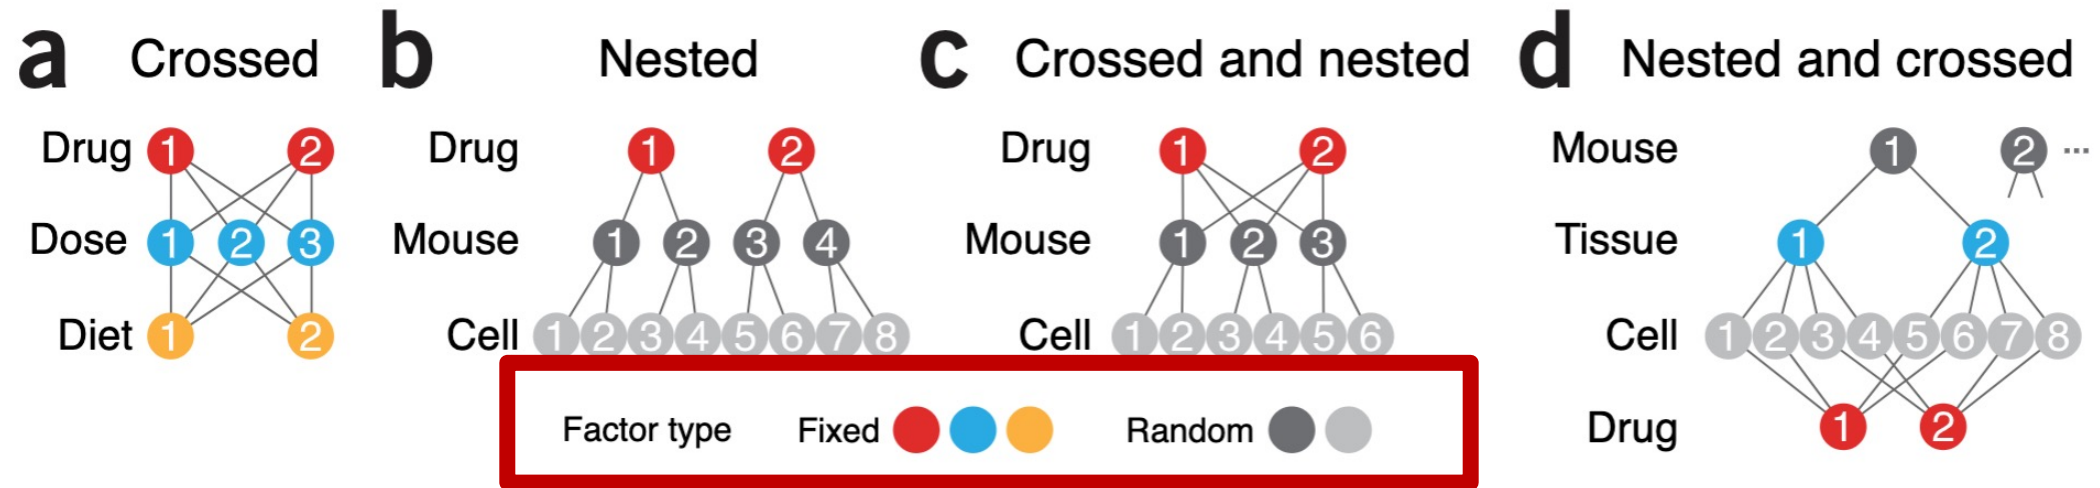 a Crossed
Drug 1 2
Dose 1 2 3
Diet 1 2
b Nested
Drug 1 2
Mouse 1 2 3 4
Cell 1 2 3 4 5 6 7 8
c Crossed and nested
Drug 1 2
Mouse 1 2 3
Cell 1 2 3 4 5 6
d Nested and crossed
Mouse 1 2 ...
Tissue 1 2
Cell 1 2 3 4 5 6 7 8
Drug 1 2
Factor type Fixed Random